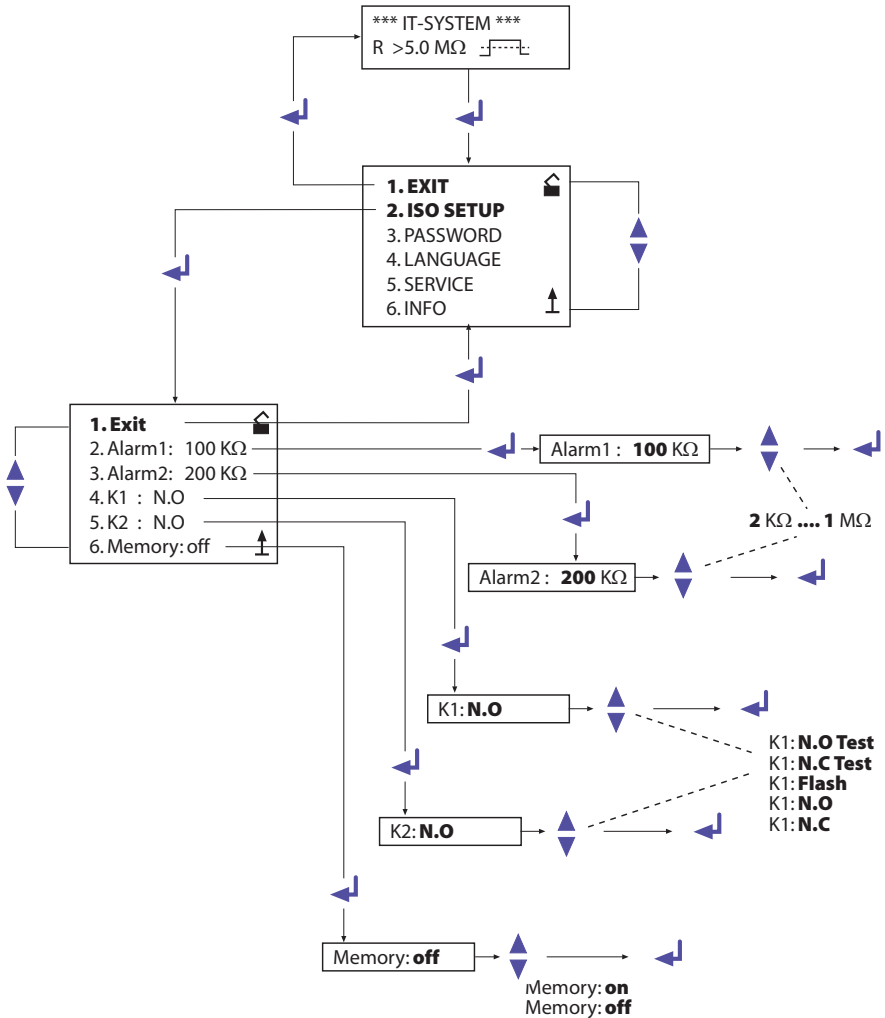 *** IT-SYSTEM ***
R >5.0 MΩ
1. EXIT
2. ISO SETUP
3. PASSWORD
4. LANGUAGE
5. SERVICE
6. INFO
1. Exit
2. Alarm1: 100 KΩ
3. Alarm2: 200 KΩ
4. K1 : N.O
5. K2 : N.O
6. Memory: off
Alarm1 : 100 KΩ
2 KΩ .... 1 MΩ
Alarm2 : 200 KΩ
K1: N.O
K1: N.O Test
K1: N.C Test
K1: Flash
K1: N.O
K1: N.C
K2: N.O
Memory: off
Memory: on
Memory: off